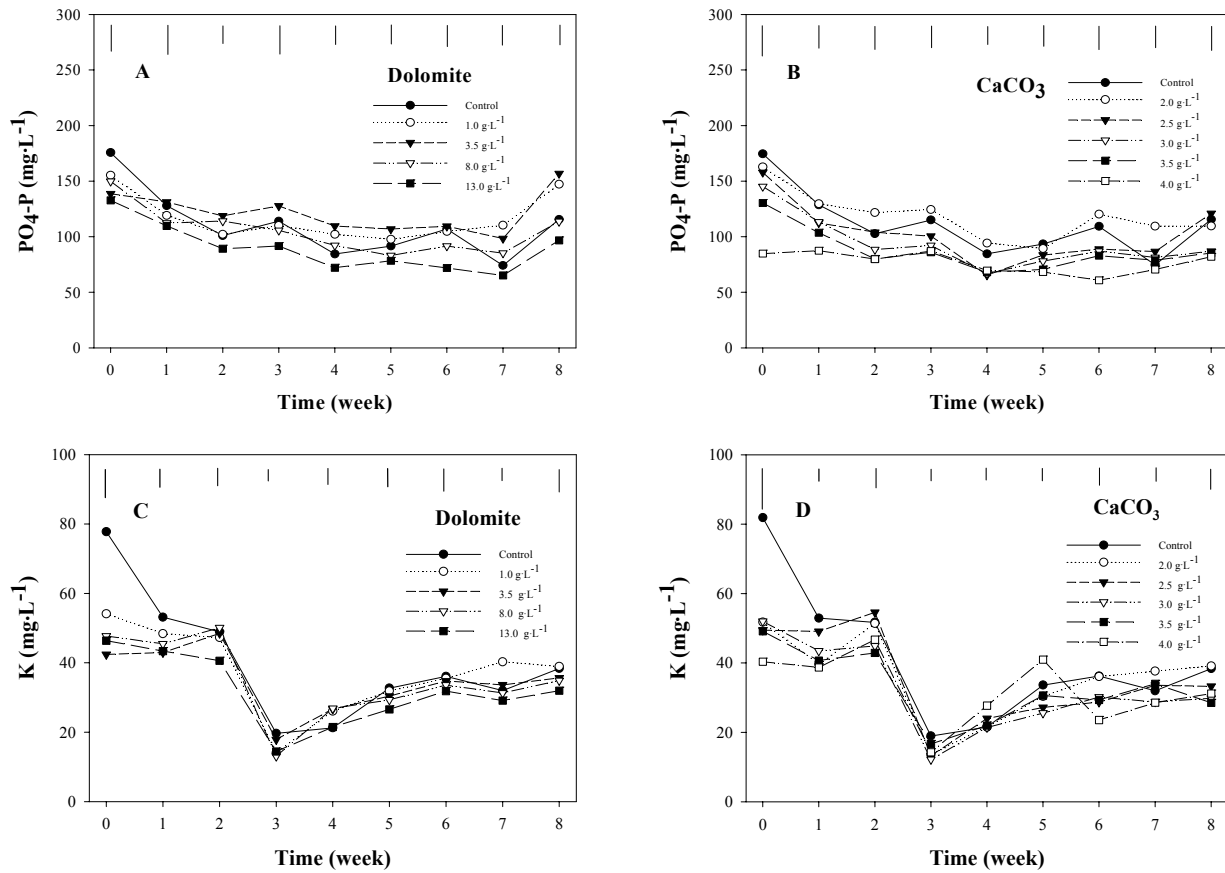 300
250
200
150
100
50
0
PO4-P (mg·L-1)
A
Dolomite
Control
1.0 g·L-1
3.5 g·L-1
8.0 g·L-1
13.0 g·L-1
0 1 2 3 4 5 6 7 8
Time (week)
300
250
200
150
100
50
0
PO4-P (mg·L-1)
B
CaCO3
Control
2.0 g·L-1
2.5 g·L-1
3.0 g·L-1
3.5 g·L-1
4.0 g·L-1
0 1 2 3 4 5 6 7 8
Time (week)
100
80
60
40
20
0
K (mg·L-1)
C
Dolomite
Control
1.0 g·L-1
3.5 g·L-1
8.0 g·L-1
13.0 g·L-1
0 1 2 3 4 5 6 7 8
Time (week)
100
80
60
40
20
0
K (mg·L-1)
D
CaCO3
Control
2.0 g·L-1
2.5 g·L-1
3.0 g·L-1
3.5 g·L-1
4.0 g·L-1
0 1 2 3 4 5 6 7 8
Time (week)